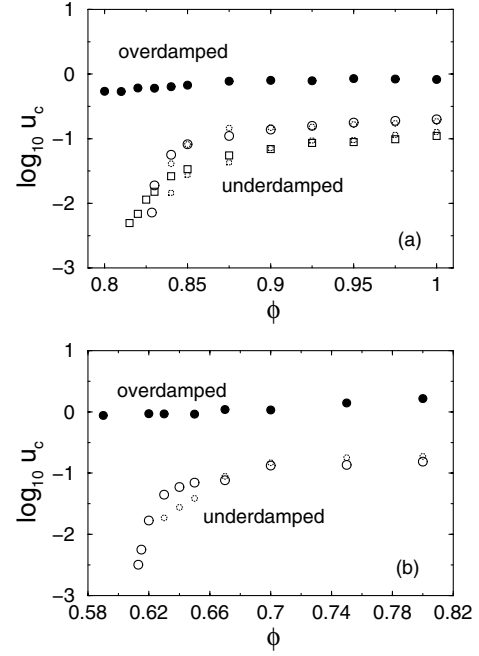 1
overdamped
0
log₁₀ u_c
−1
underdamped
−2
(a)
−3
0.8 0.85 0.9 0.95 1
ϕ
1
overdamped
0
log₁₀ u_c
−1
underdamped
−2
(b)
−3
0.58 0.62 0.66 0.7 0.74 0.78 0.82
ϕ